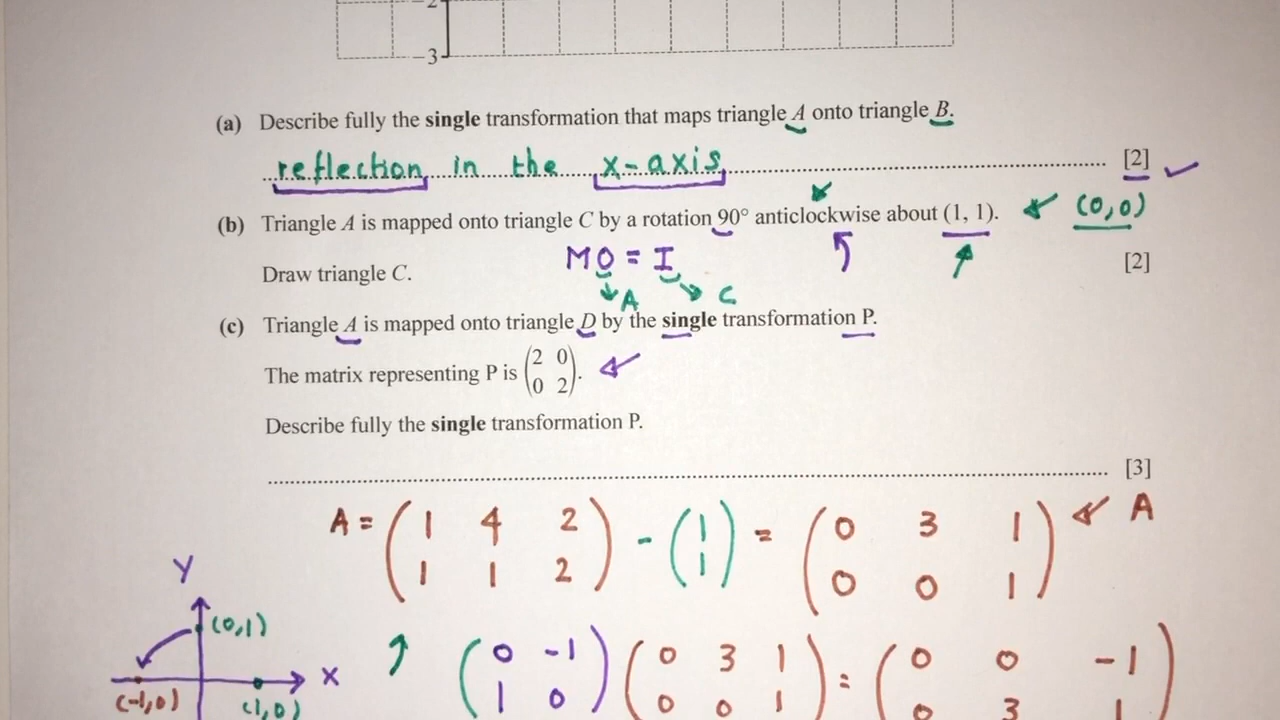 -2
-3
(a) Describe fully the single transformation that maps triangle A onto triangle B.
reflection in the x-axis [2]
(b) Triangle A is mapped onto triangle C by a rotation 90° anticlockwise about (1, 1). (0,0)
MO = I
Draw triangle C. [2]
A C
(c) Triangle A is mapped onto triangle D by the single transformation P.
The matrix representing P is (2 0
0 2).
Describe fully the single transformation P.
[3]
A = (1 4 2) - (1) = (0 3 1) A
(1 1 2) (1) (0 0 1)
Y
(0,1)
(0 -1) (0 3 1) = (0 0 -1)
(1 0) (0 0 1) (0 3 1)
X
(-1,0) (1,0)